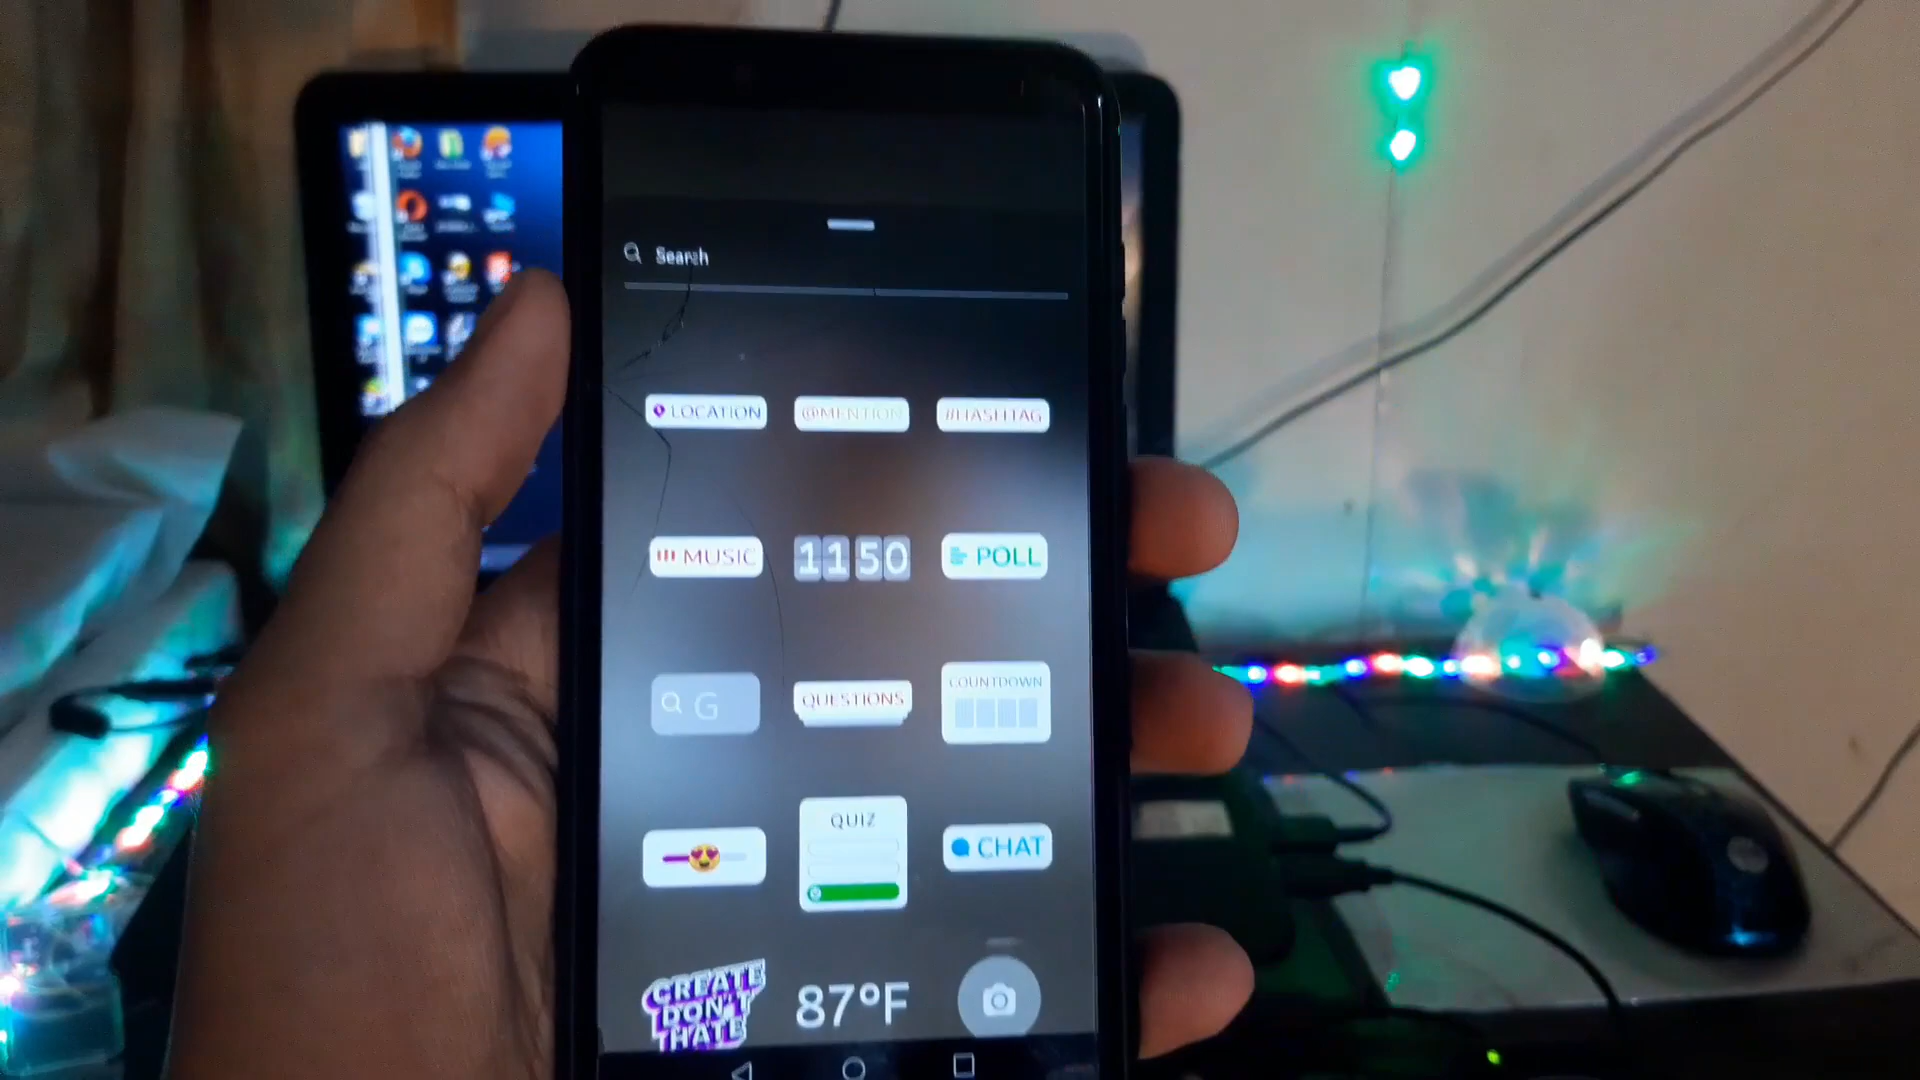 Search
LOCATION
@MENTION
#HASHTAG
MUSIC
11 50
POLL
G
QUESTIONS
COUNTDOWN
QUIZ
CHAT
CREATE
DON'T
HATE
87°F